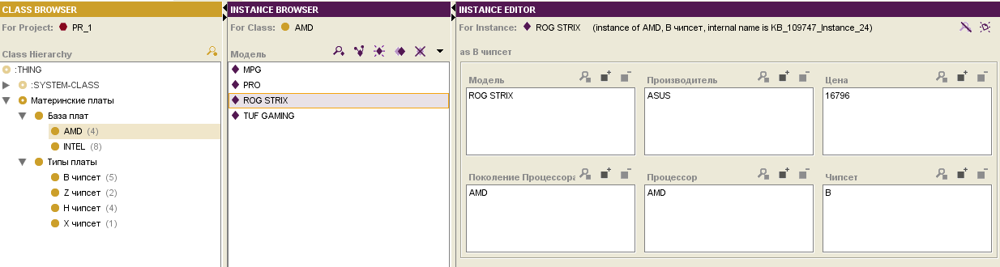 CLASS BROWSER
For Project: PR_1
Class Hierarchy
:THING
:SYSTEM-CLASS
Материнские платы
База плат
AMD (4)
INTEL (8)
Типы платы
B чипсет (5)
Z чипсет (2)
H чипсет (4)
X чипсет (1)
INSTANCE BROWSER
For Class: AMD
Модель
MPG
PRO
ROG STRIX
TUF GAMING
INSTANCE EDITOR
For Instance: ROG STRIX (instance of AMD, B чипсет, internal name is KB_109747_Instance_24)
as B чипсет
Модель
ROG STRIX
Производитель
ASUS
Цена
16796
Поколение Процессора
AMD
Процессор
AMD
Чипсет
B